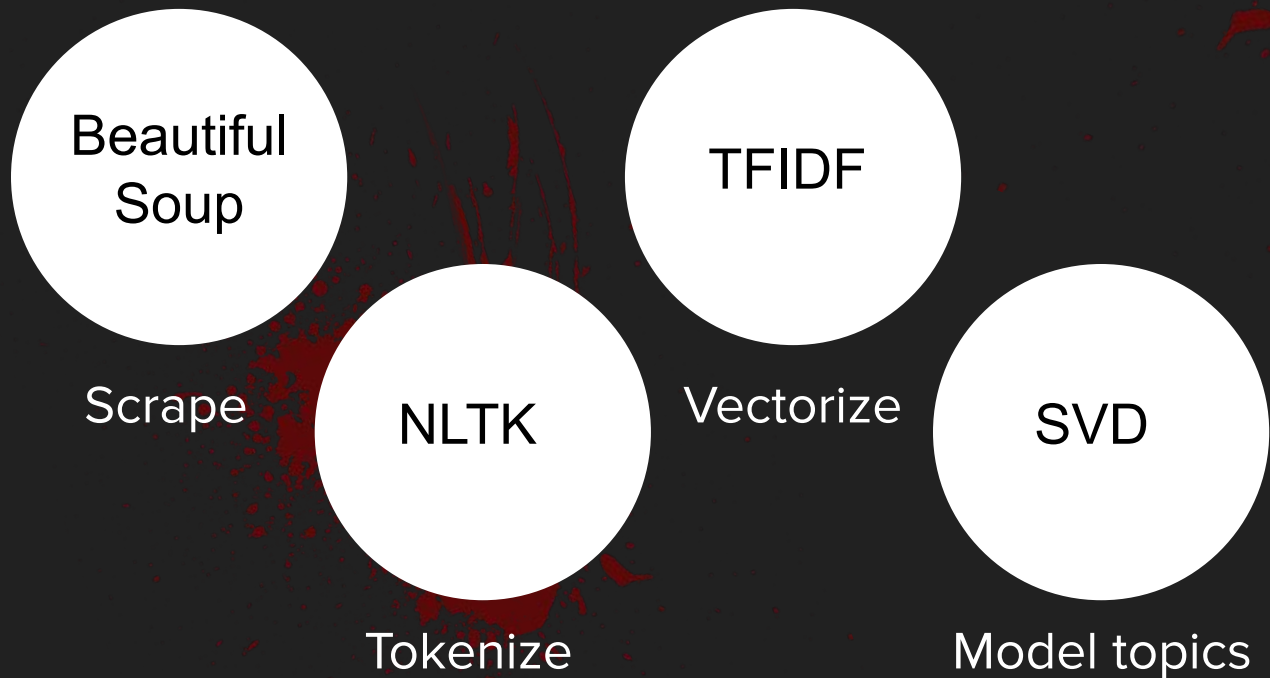 Beautiful
Soup
Scrape
NLTK
Tokenize
TFIDF
Vectorize
SVD
Model topics